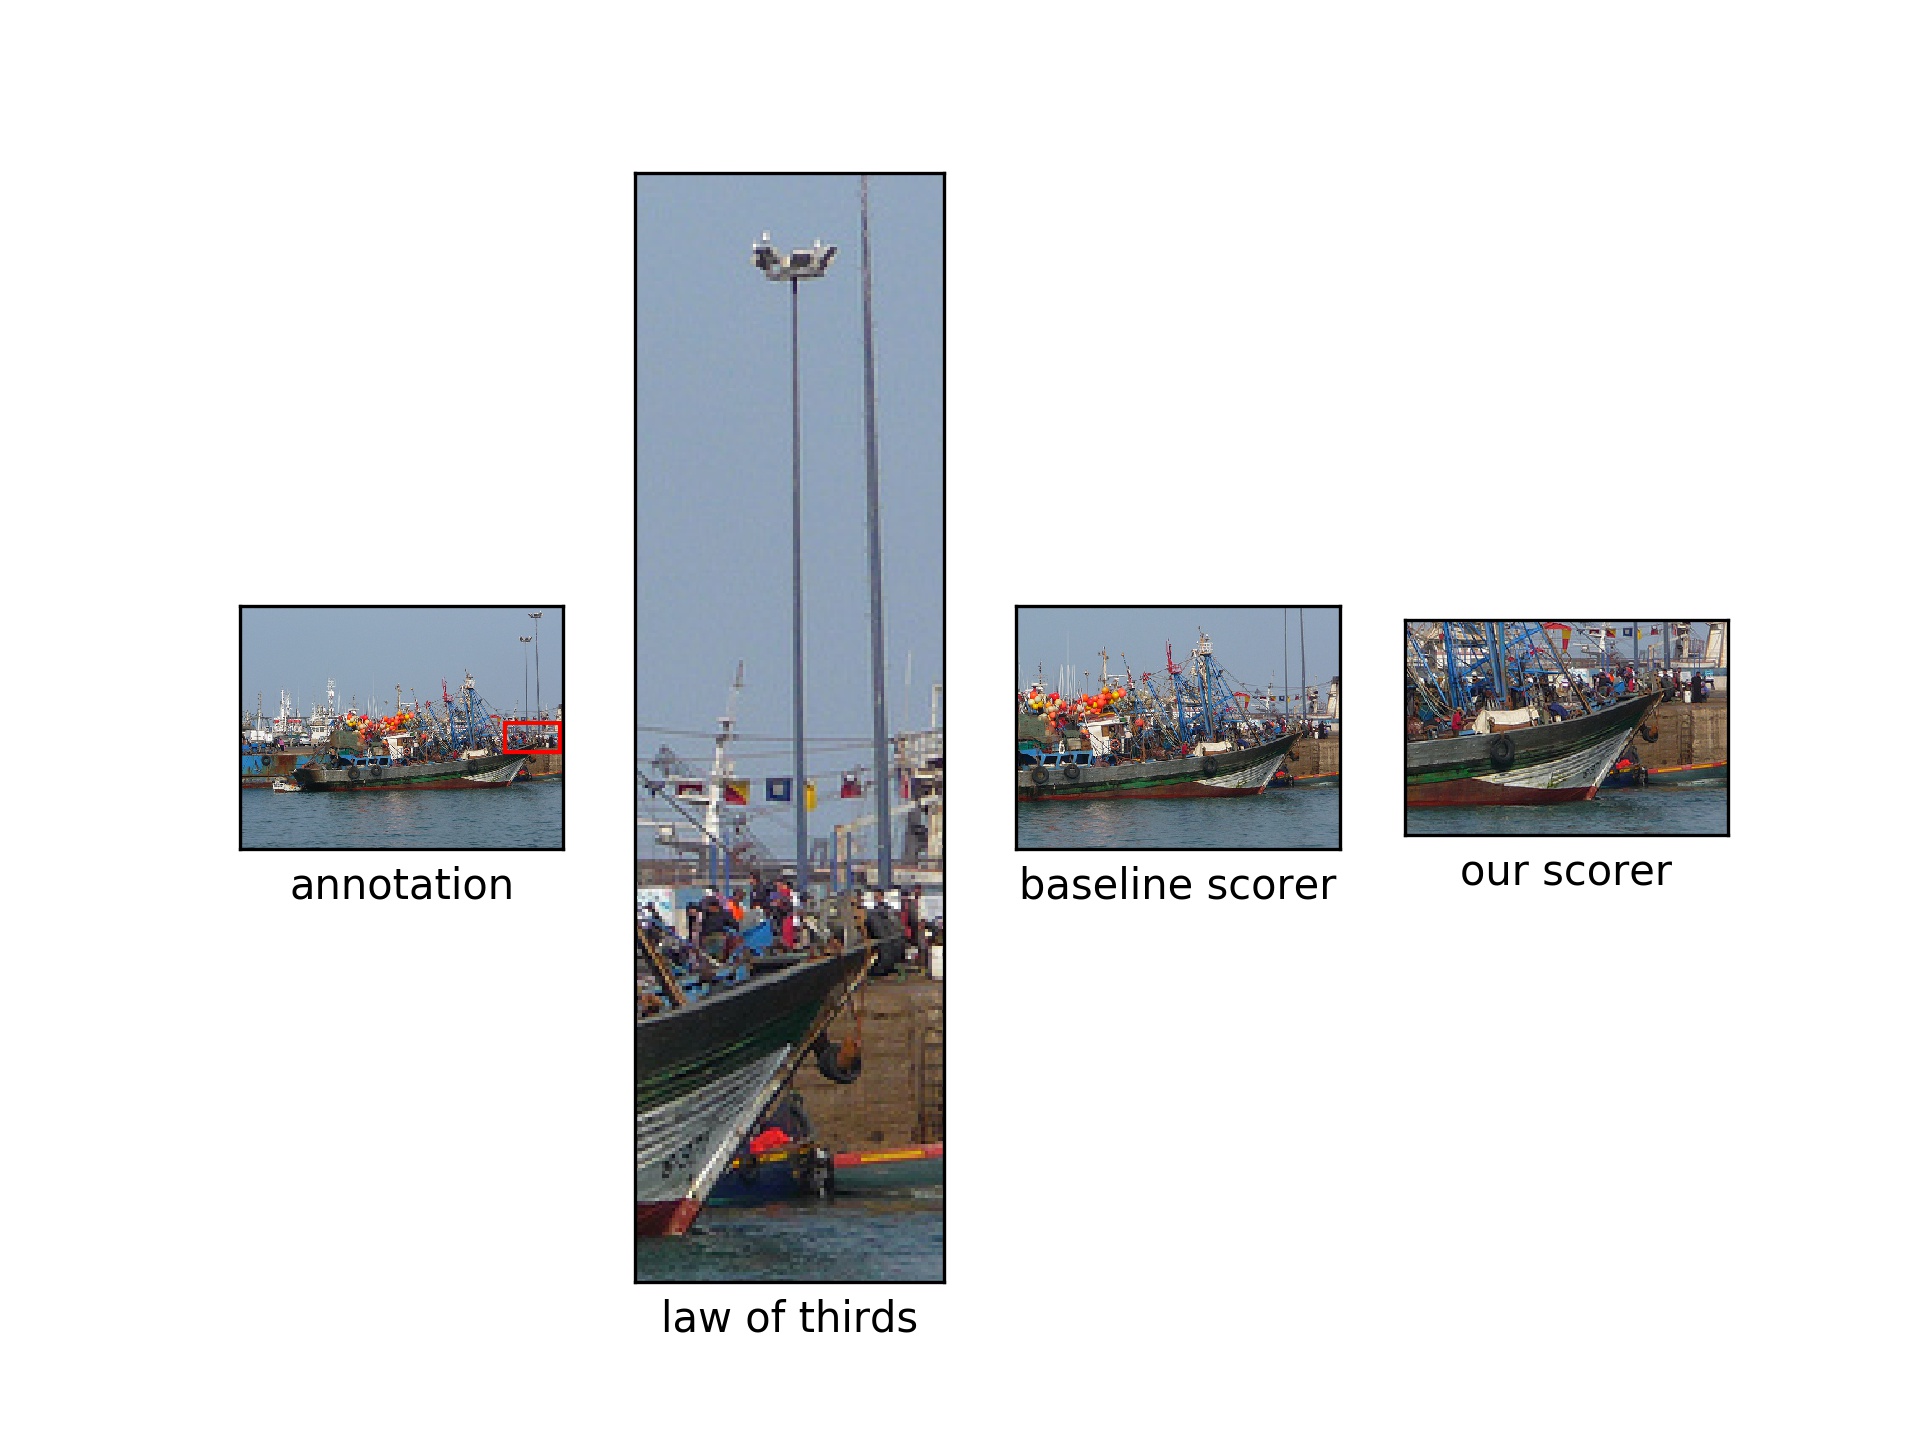 annotation
law of thirds
baseline scorer
our scorer